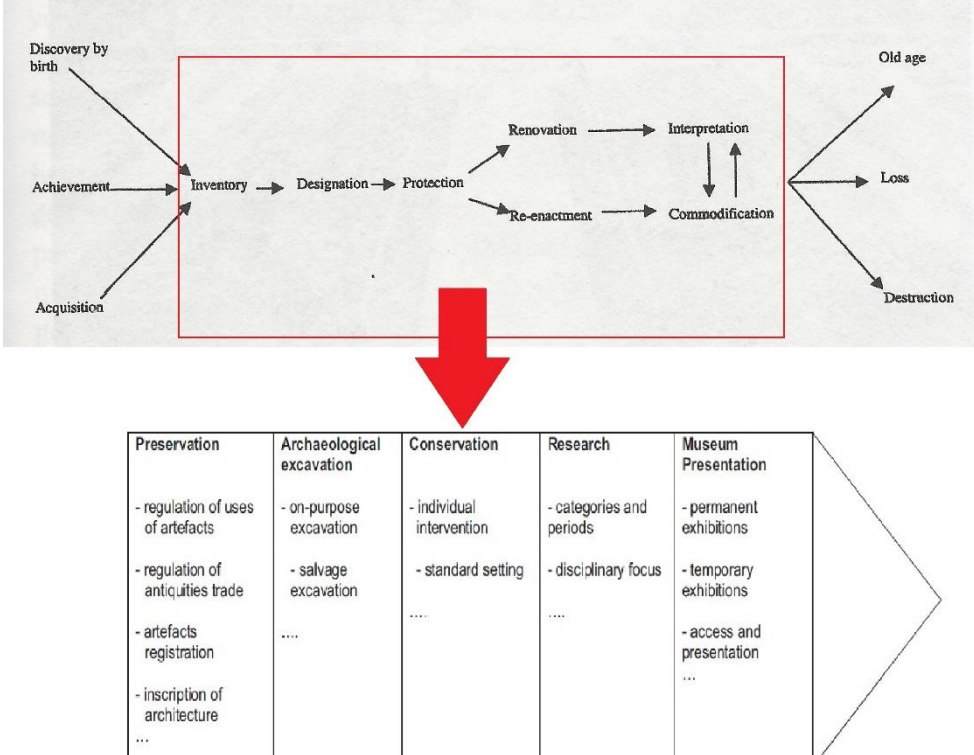 Discovery by
birth
Achievement
Acquisition
Inventory
Designation
Protection
Renovation
Re-enactment
Interpretation
Commodification
Old age
Loss
Destruction
Preservation
- regulation of uses
of artefacts
- regulation of
antiquities trade
- artefacts
registration
- inscription of
architecture
...
Archaeological
excavation
- on-purpose
excavation
- salvage
excavation
....
Conservation
- individual
intervention
- standard setting
....
Research
- categories and
periods
- disciplinary focus
....
Museum
Presentation
- permanent
exhibitions
- temporary
exhibitions
- access and
presentation
...